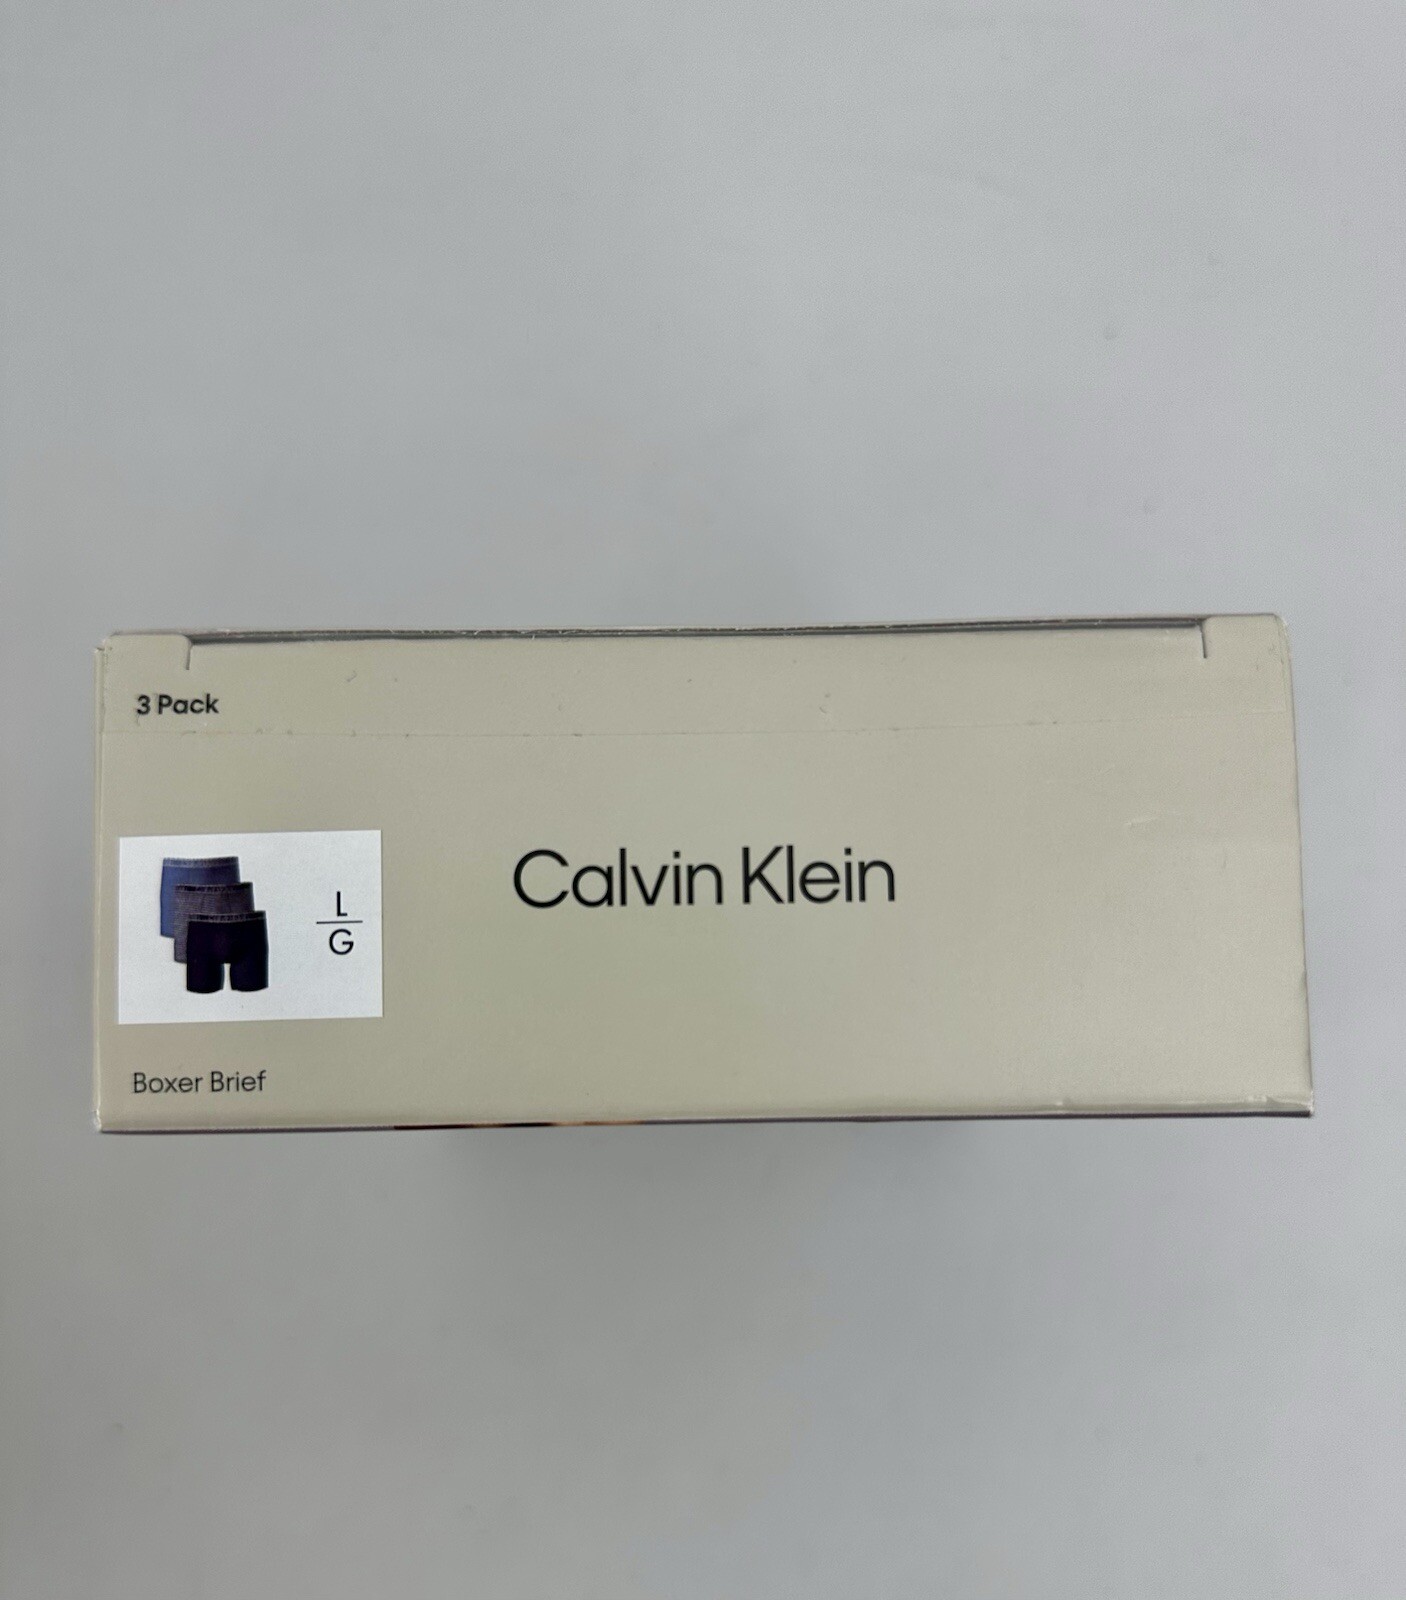 3 Pack
Calvin Klein
L
G
Boxer Brief